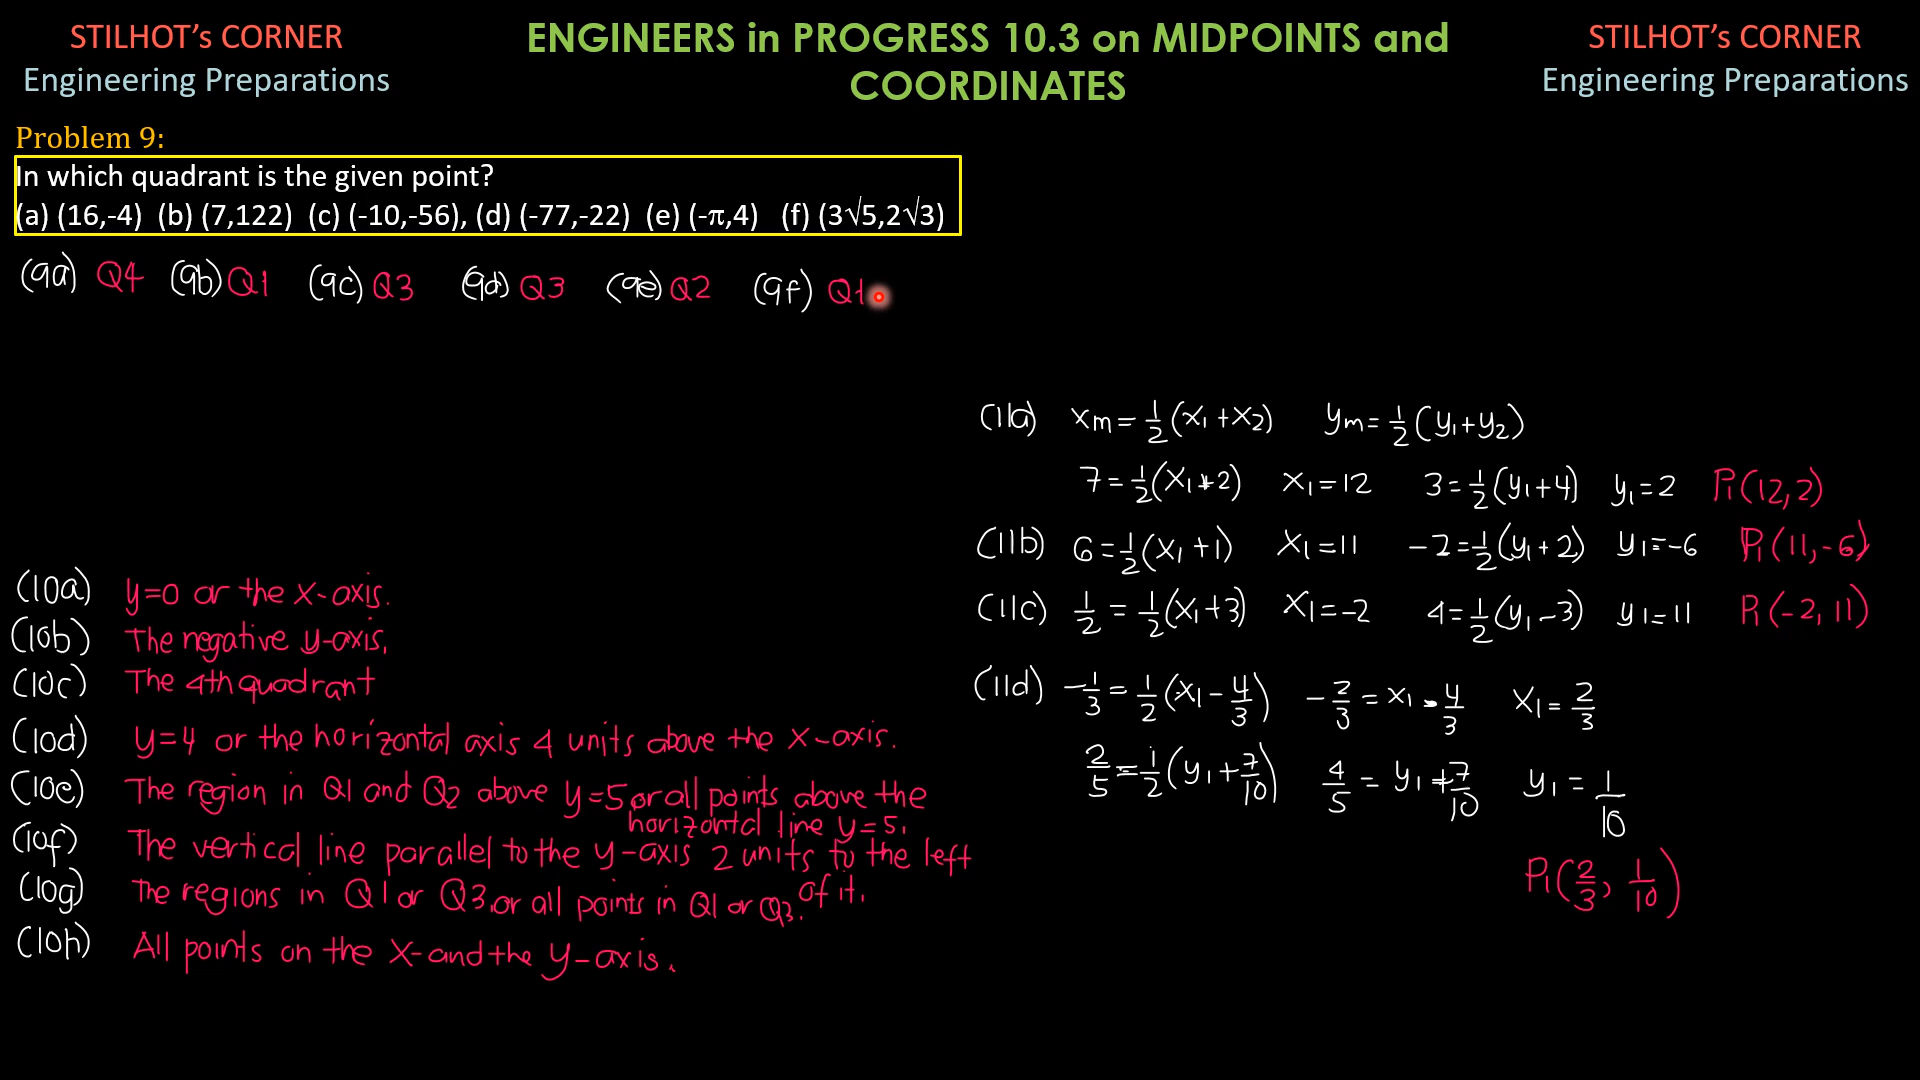 STILHOT's CORNER
Engineering Preparations
ENGINEERS in PROGRESS 10.3 on MIDPOINTS and
COORDINATES
STILHOT's CORNER
Engineering Preparations
Problem 9:
In which quadrant is the given point?
(a) (16,-4) (b) (7,122) (c) (-10,-56), (d) (-77,-22) (e) (-π,4) (f) (3√5,2√3)
(9a) Q4 (9b) Q1 (9c) Q3 (9d) Q3 (9e) Q2 (9f) Q1
(10a) y=0 or the x-axis.
(10b) The negative y-axis.
(10c) The 4th quadrant
(10d) y=4 or the horizontal axis 4 units above the x-axis.
(10e) The region in Q1 and Q2 above y=5 or all points above the
horizontal line y=5.
(10f) The vertical line parallel to the y-axis 2 units to the left
of it.
(10g) The regions in Q1 or Q3, or all points in Q1 or Q3.
(10h) All points on the x-and the y-axis.
(11a) xm=1/2(x1+x2) ym=1/2(y1+y2)
7=1/2(x1+2) x1=12 3=1/2(y1+4) y1=2 P1(12,2)
(11b) 6=1/2(x1+1) x1=11 -2=1/2(y1+2) y1=-6 P1(11,-6)
(11c) 1/2=1/2(x1+3) x1=-2 4=1/2(y1-3) y1=11 P1(-2,11)
(11d) -1/3=1/2(x1-4/3) -2/3=x1-4/3 x1=2/3
2/5=1/2(y1+7/10) 4/5=y1+7/10 y1=1/10
P1(2/3, 1/10)